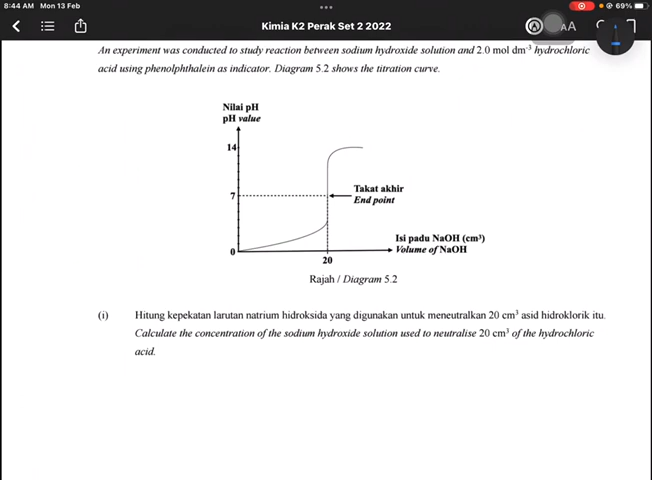 8:44 AM Mon 13 Feb
69%
Kimia K2 Perak Set 2 2022
AA
An experiment was conducted to study reaction between sodium hydroxide solution and 2.0 mol dm⁻³ hydrochloric
acid using phenolphthalein as indicator. Diagram 5.2 shows the titration curve.
Nilai pH
pH value
14
7
Takat akhir
End point
Isi padu NaOH (cm³)
0
Volume of NaOH
20
Rajah / Diagram 5.2
(i) Hitung kepekatan larutan natrium hidroksida yang digunakan untuk meneutralkan 20 cm³ asid hidroklorik itu.
Calculate the concentration of the sodium hydroxide solution used to neutralise 20 cm³ of the hydrochloric
acid.